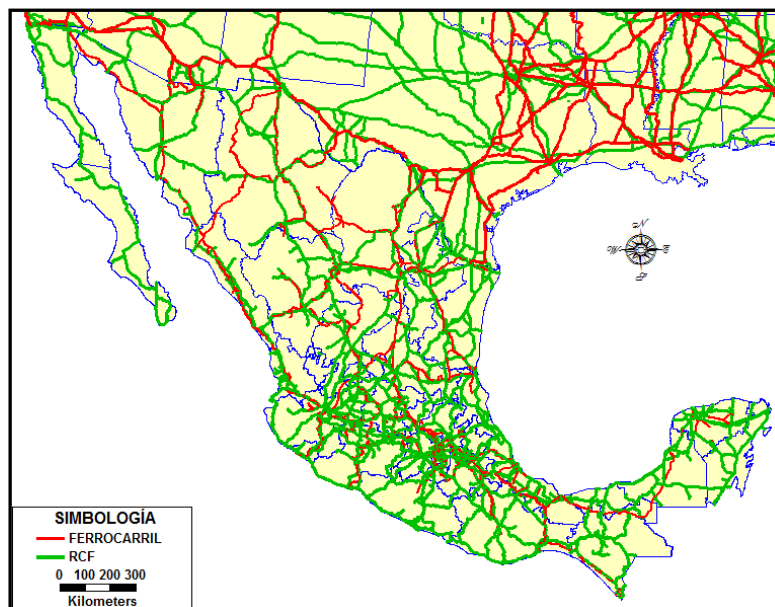 N
W
E
S
SIMBOLOGÍA
FERROCARRIL
RCF
0 100 200 300
Kilometers